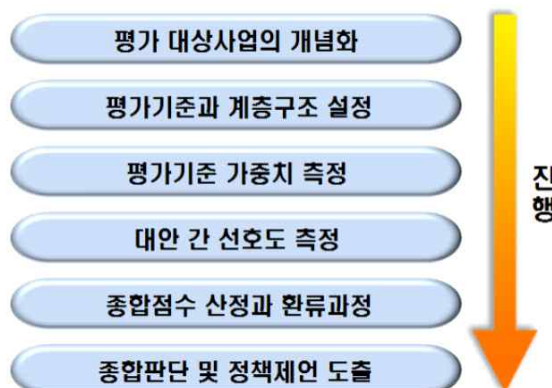 평가 대상사업의 개념화
평가기준과 계층구조 설정
평가기준 가중치 측정
대안 간 선호도 측정
종합점수 산정과 환류과정
종합판단 및 정책제언 도출
진
행